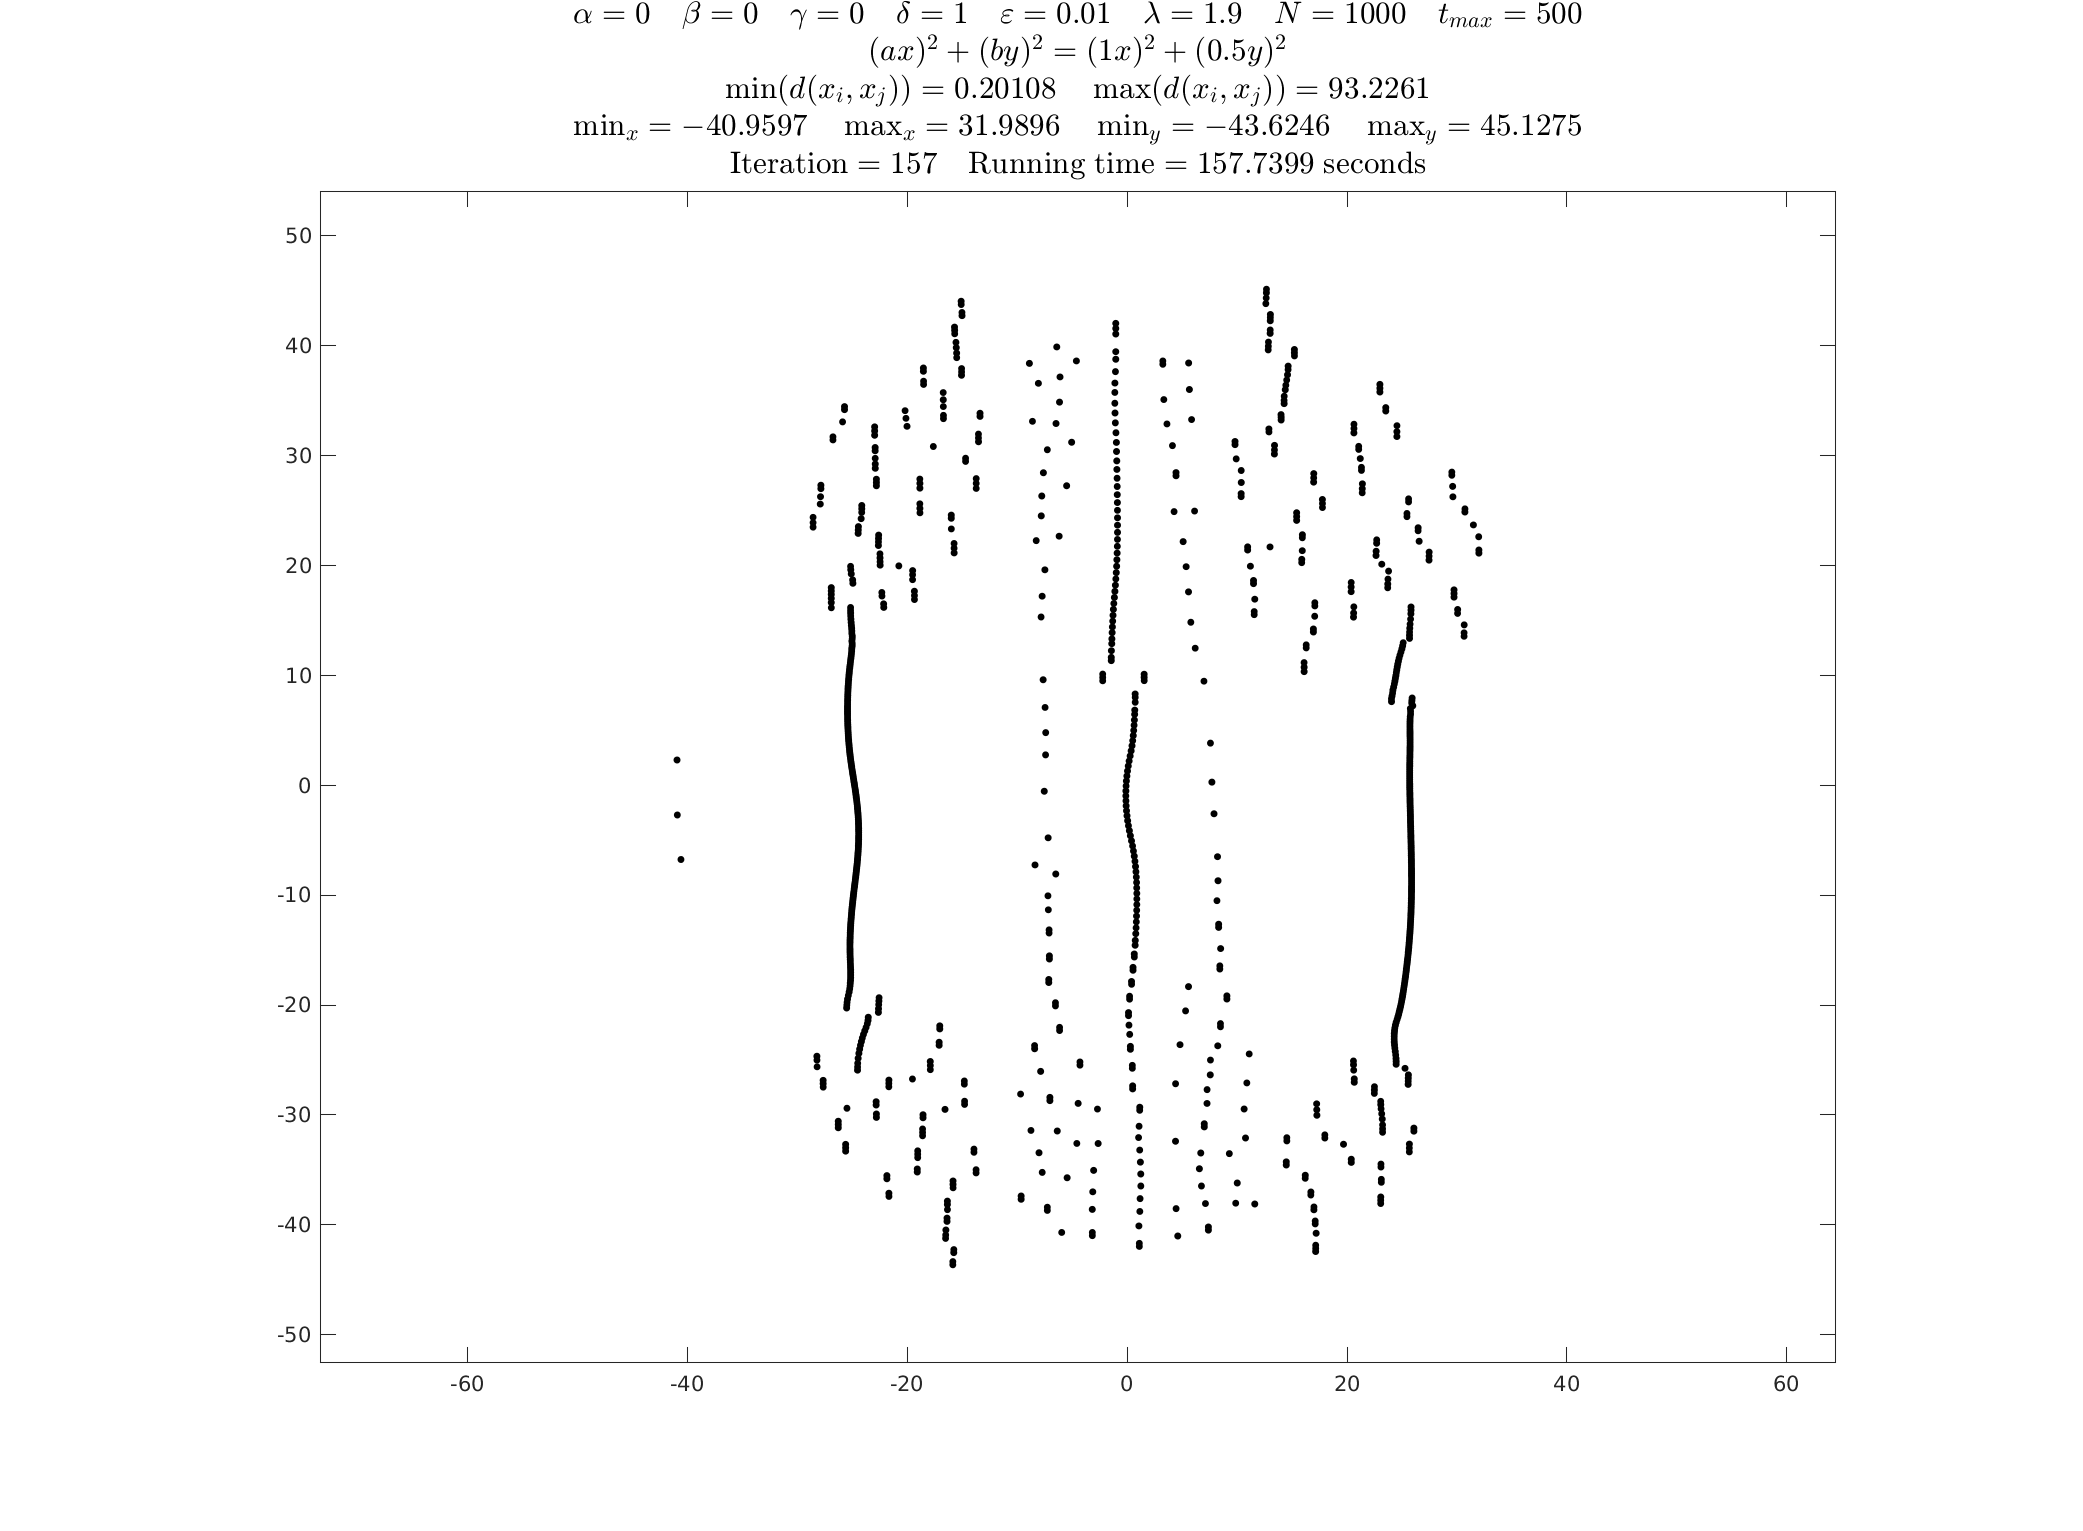 α = 0 β = 0 γ = 0 δ = 1 ε = 0.01 λ = 1.9 N = 1000 t_{max} = 500
(ax)² + (by)² = (1x)² + (0.5y)²
min(d(x_i, x_j)) = 0.20108 max(d(x_i, x_j)) = 93.2261
min_x = −40.9597 max_x = 31.9896 min_y = −43.6246 max_y = 45.1275
Iteration = 157 Running time = 157.7399 seconds
50
40
30
20
10
0
-10
-20
-30
-40
-50
-60 -40 -20 0 20 40 60